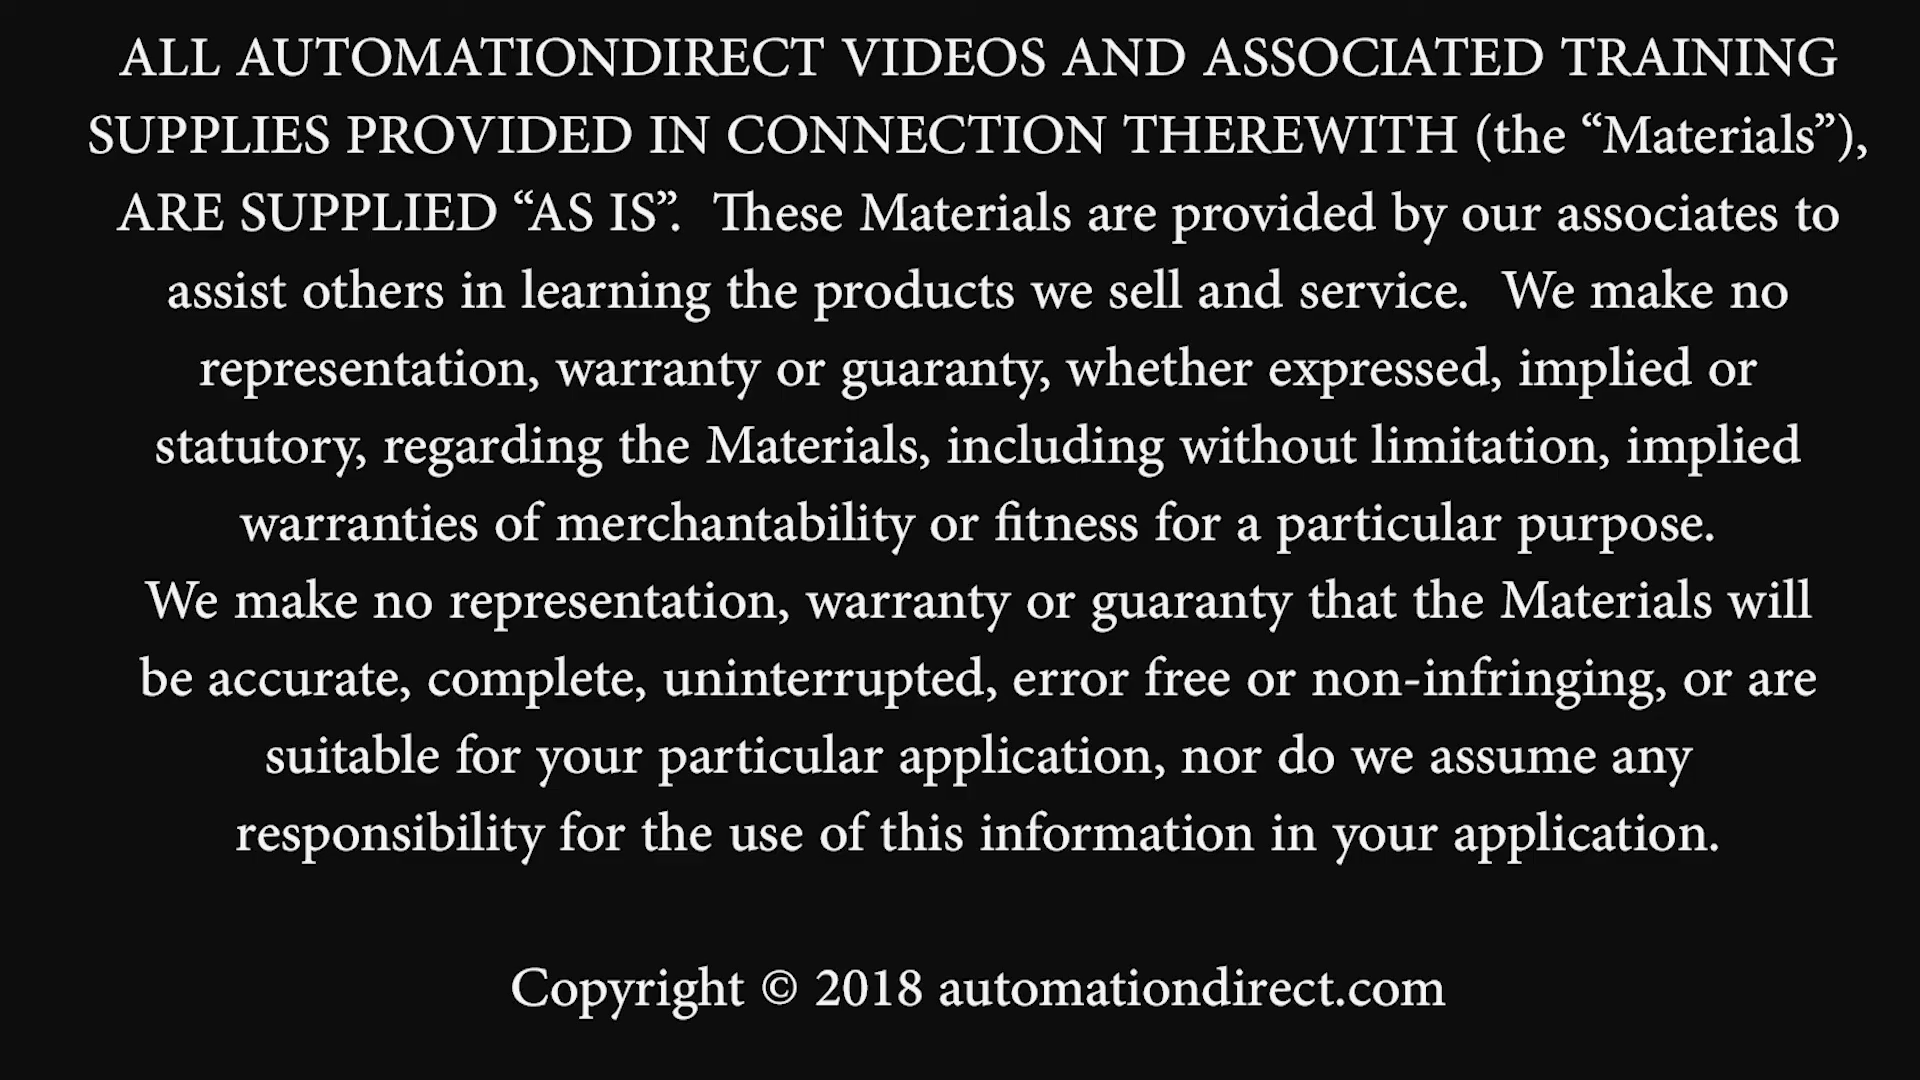 ALL AUTOMATIONDIRECT VIDEOS AND ASSOCIATED TRAINING
SUPPLIES PROVIDED IN CONNECTION THEREWITH (the “Materials”),
ARE SUPPLIED “AS IS”.  These Materials are provided by our associates to
assist others in learning the products we sell and service.  We make no
representation, warranty or guaranty, whether expressed, implied or
statutory, regarding the Materials, including without limitation, implied
warranties of merchantability or fitness for a particular purpose.
We make no representation, warranty or guaranty that the Materials will
be accurate, complete, uninterrupted, error free or non-infringing, or are
suitable for your particular application, nor do we assume any
responsibility for the use of this information in your application.
Copyright © 2018 automationdirect.com